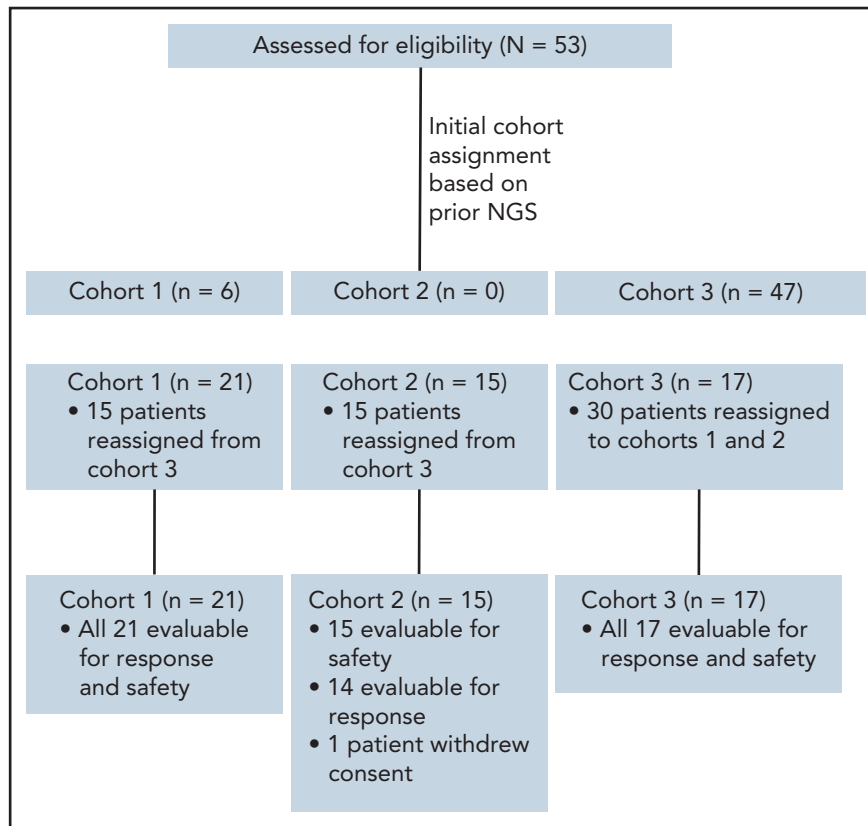 Assessed for eligibility (N = 53)
Initial cohort
assignment
based on
prior NGS
Cohort 1 (n = 6)
Cohort 2 (n = 0)
Cohort 3 (n = 47)
Cohort 1 (n = 21)
• 15 patients
reassigned from
cohort 3
Cohort 2 (n = 15)
• 15 patients
reassigned from
cohort 3
Cohort 3 (n = 17)
• 30 patients reassigned
to cohorts 1 and 2
Cohort 1 (n = 21)
• All 21 evaluable
for response
and safety
Cohort 2 (n = 15)
• 15 evaluable for
safety
• 14 evaluable for
response
• 1 patient withdrew
consent
Cohort 3 (n = 17)
• All 17 evaluable for
response and safety